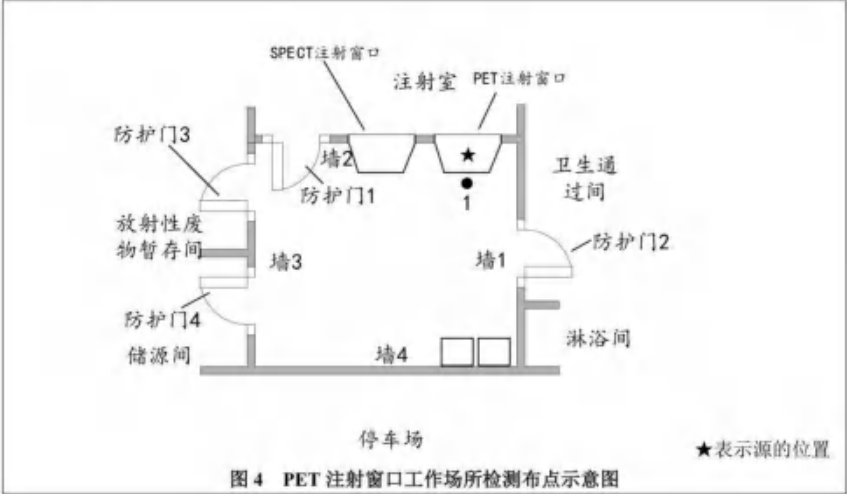 SPECT注射窗口
注射室 PET注射窗口
防护门3
墙2
★
卫生通
过间
防护门1
1
放射性废
物暂存间
防护门2
墙3
墙1
防护门4
储源间
墙4
淋浴间
停车场
★表示源的位置
图 4 PET 注射窗口工作场所检测布点示意图